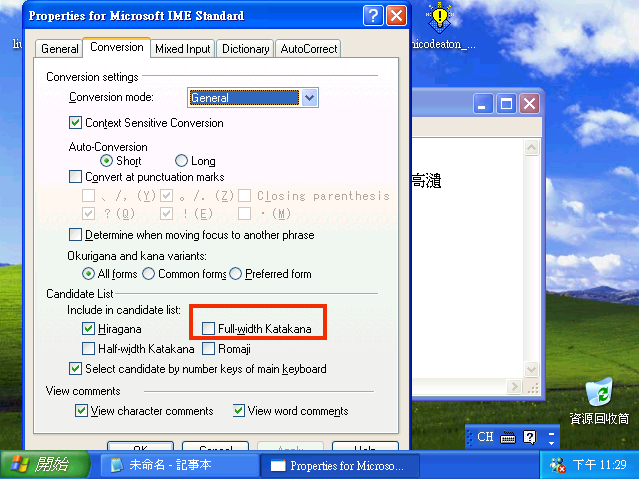 Properties for Microsoft IME Standard
General Conversion Mixed Input Dictionary AutoCorrect
Conversion settings
Conversion mode: General
Context Sensitive Conversion
Auto-Conversion
Short Long
Convert at punctuation marks
、/, (Y) 。/. (Z) Closing parenthesis
? (Q) ! (E) · (M)
Determine when moving focus to another phrase
Okurigana and kana variants:
All forms Common forms Preferred form
Candidate List
Include in candidate list:
Hiragana Full-width Katakana
Half-width Katakana Romaji
Select candidate by number keys of main keyboard
View comments
View character comments View word comments
OK Cancel Apply Help
nicodeaton_...
資源回收筒
CH
開始 未命名 - 記事本 Properties for Microso... 下午 11:29